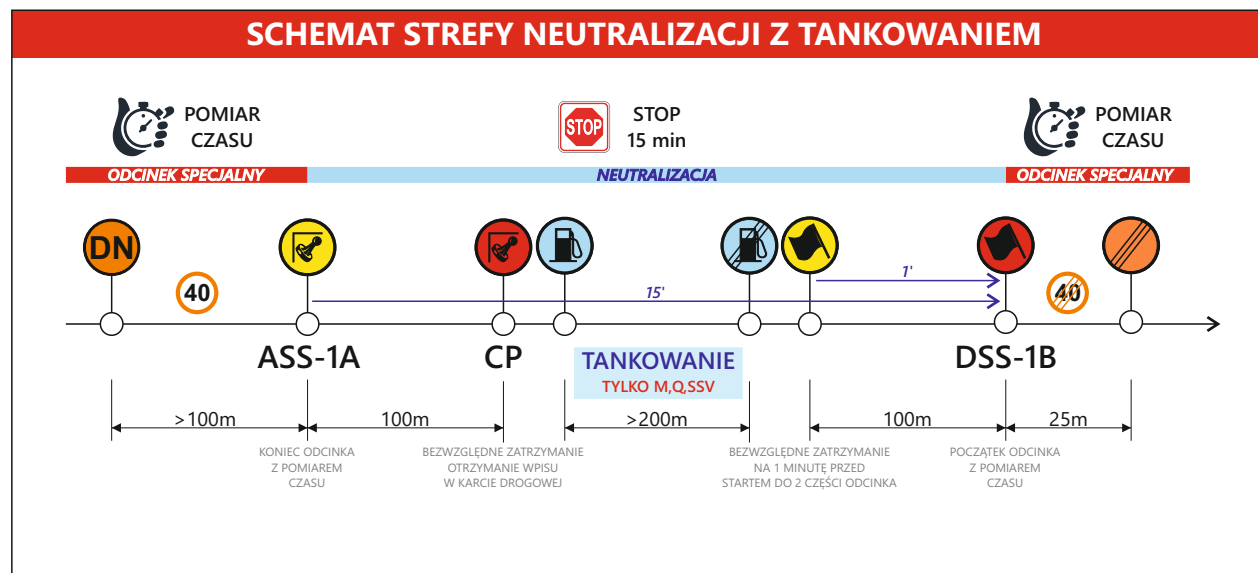 SCHEMAT STREFY NEUTRALIZACJI Z TANKOWANIEM
POMIAR
CZASU
STOP
STOP
15 min
POMIAR
CZASU
ODCINEK SPECJALNY
NEUTRALIZACJA
ODCINEK SPECJALNY
DN
40
15'
1'
40
ASS-1A
CP
TANKOWANIE
TYLKO M,Q,SSV
DSS-1B
>100m
100m
>200m
100m
25m
KONIEC ODCINKA
Z POMIAREM
CZASU
BEZWZGLĘDNE ZATRZYMANIE
OTRZYMANIE WPISU
W KARCIE DROGOWEJ
BEZWZGLĘDNE ZATRZYMANIE
NA 1 MINUTĘ PRZED
STARTEM DO 2 CZĘŚCI ODCINKA
POCZĄTEK ODCINKA
Z POMIAREM
CZASU